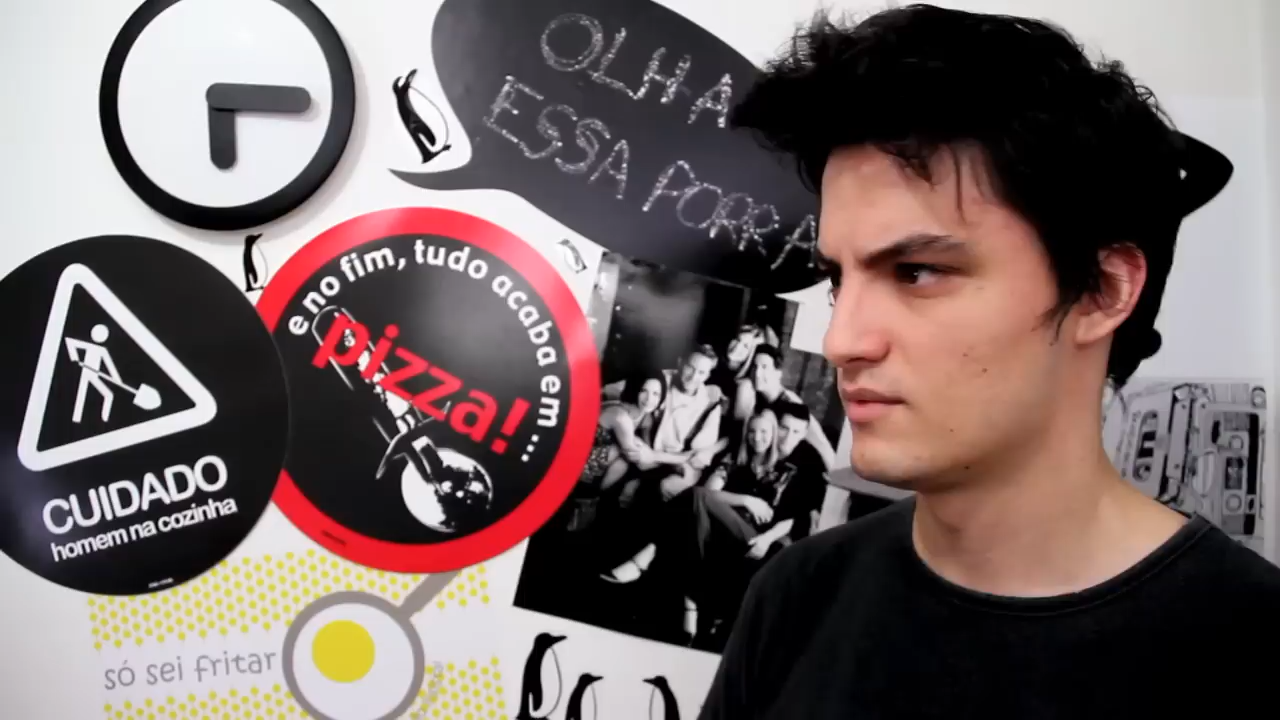 OLHA
ESSA PORRA
e no fim, tudo acaba em...
pizza!
CUIDADO
homem na cozinha
só sei fritar